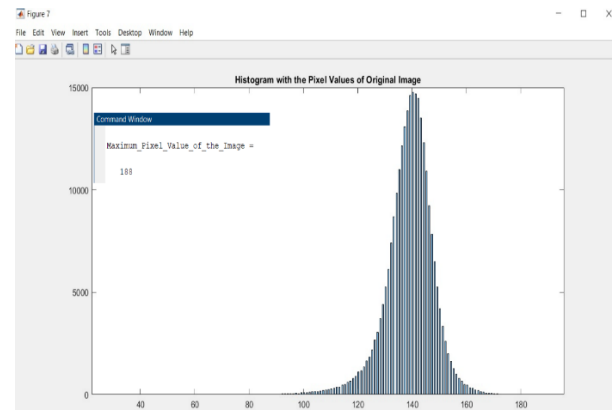 Figure 7
File Edit View Insert Tools Desktop Window Help
Histogram with the Pixel Values of Original Image
15000
Command Window
Maximum_Pixel_Value_of_the_Image =
188
10000
5000
0
40 60 80 100 120 140 160 180